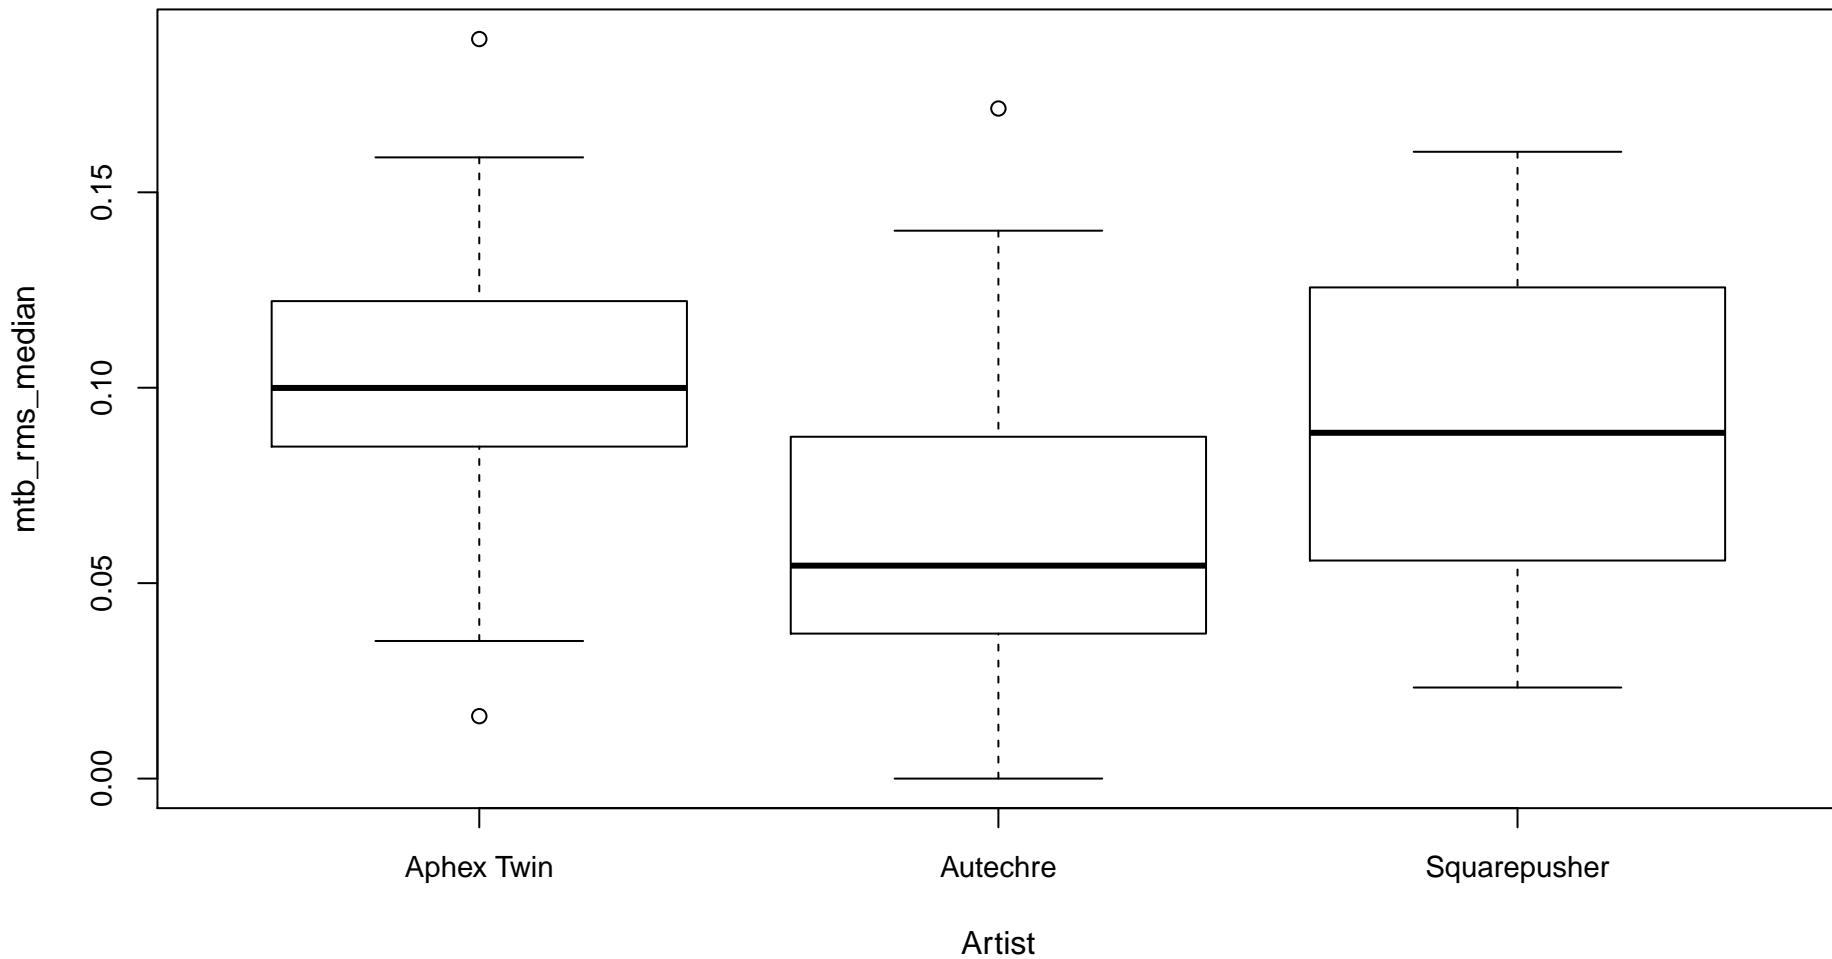 mtb_rms_median
0.15
0.10
0.05
0.00
Aphex Twin Autechre Squarepusher
Artist